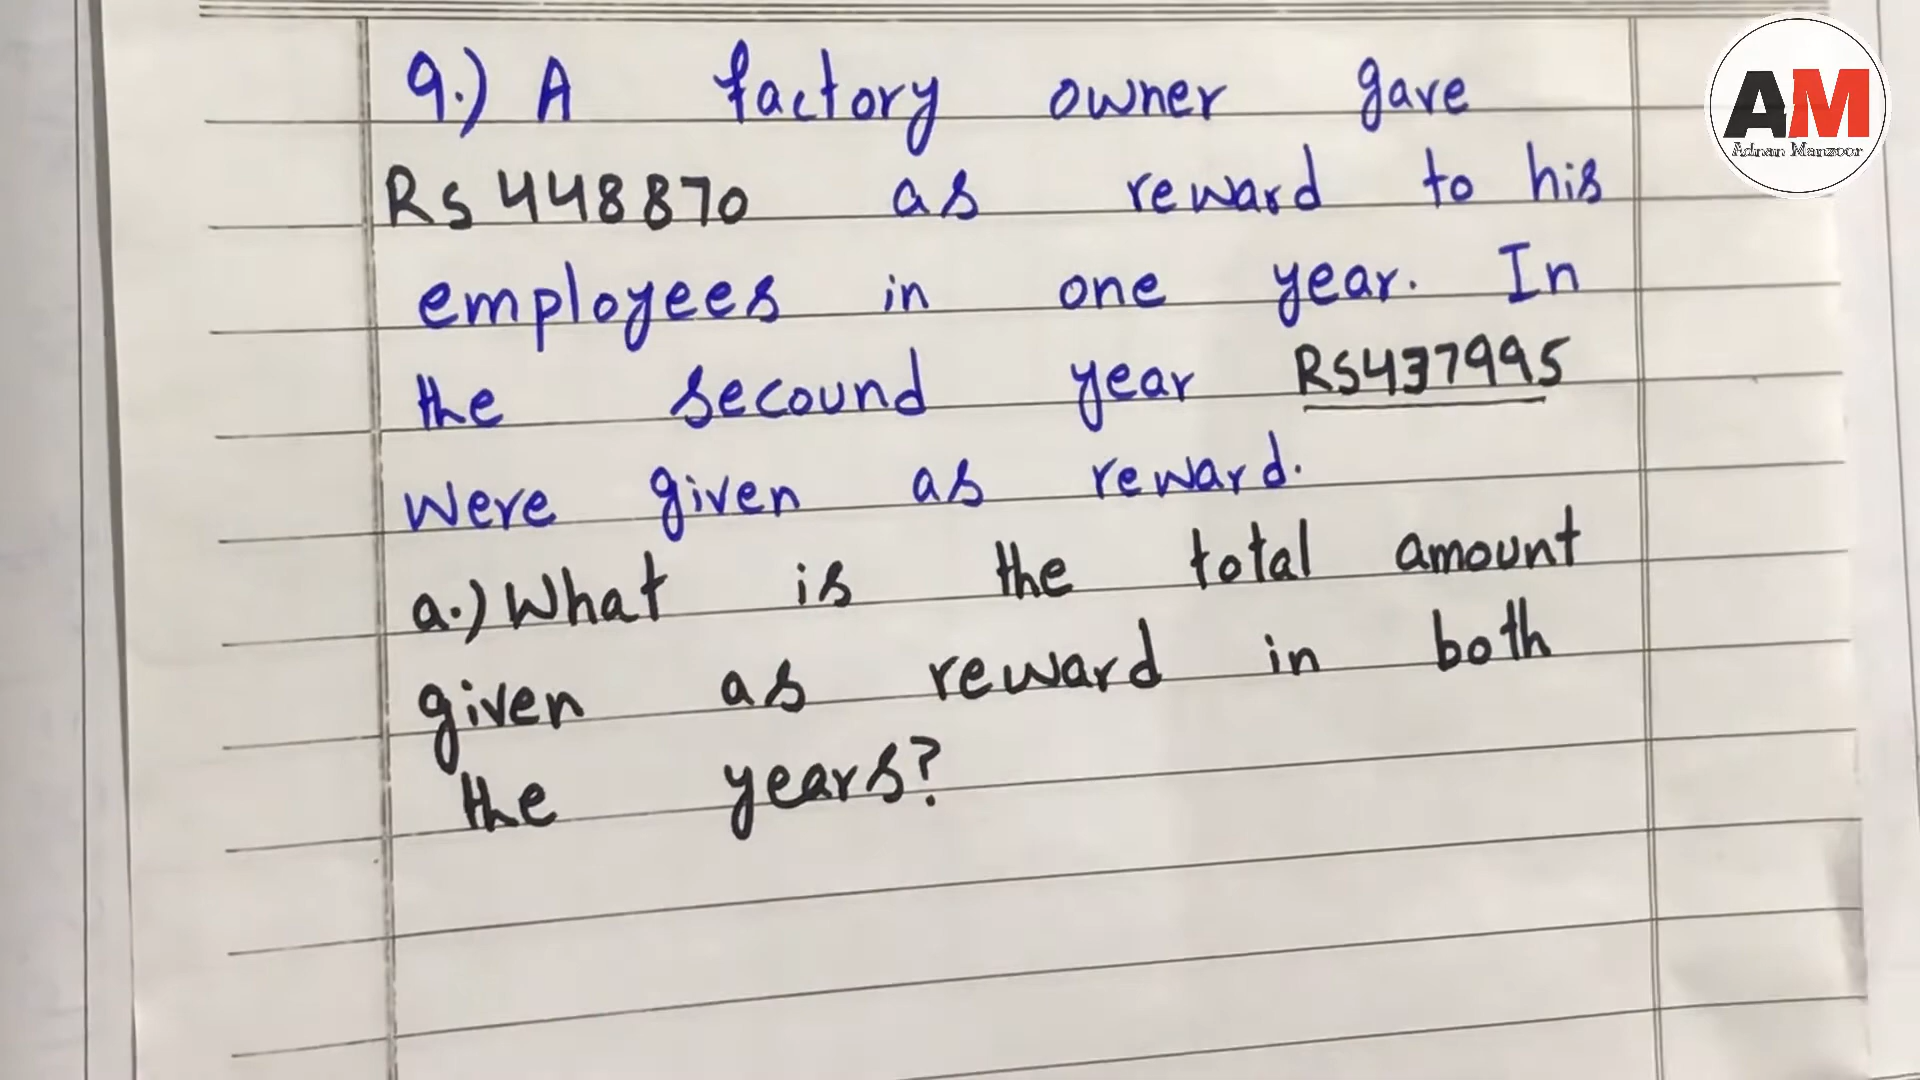 9.) A factory owner gave
Rs 448870 as reward to his
employees in one year. In
the secound year Rs437995
were given as reward.
a.) What is the total amount
given as reward in both
the years?
AM
Adnan Manzoor